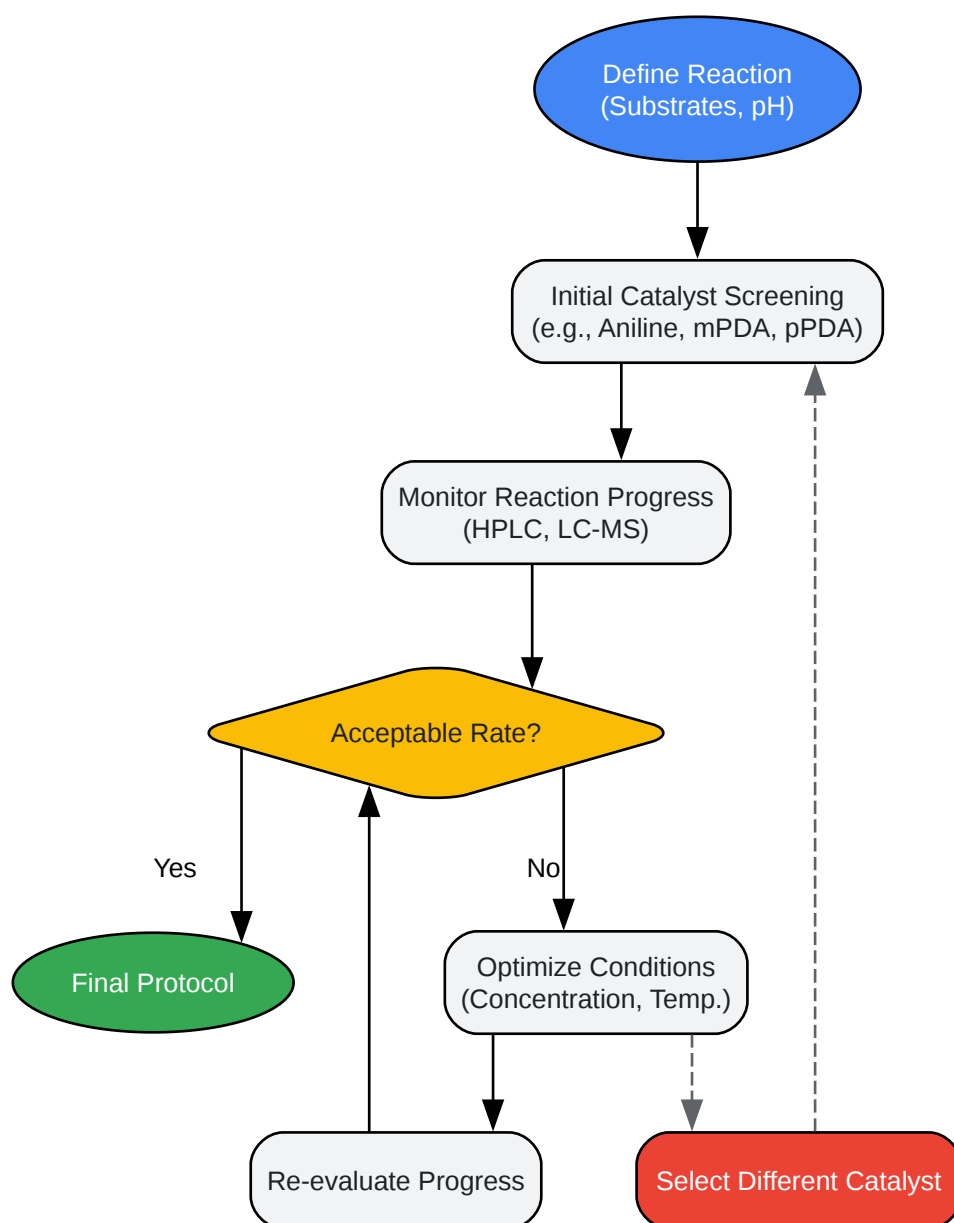 Define Reaction
(Substrates, pH)
Initial Catalyst Screening
(e.g., Aniline, mPDA, pPDA)
Monitor Reaction Progress
(HPLC, LC-MS)
Acceptable Rate?
Yes
No
Final Protocol
Optimize Conditions
(Concentration, Temp.)
Re-evaluate Progress
Select Different Catalyst